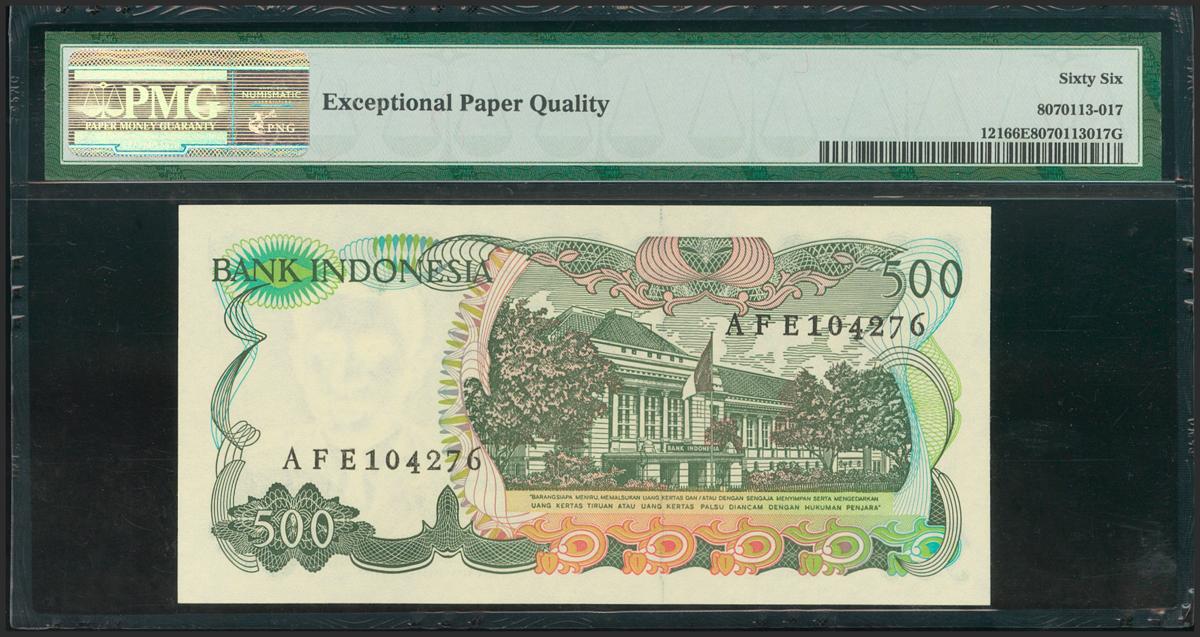 PMG
PAPER MONEY GUARANTY
NUMISMATIC
PNG
Exceptional Paper Quality
Sixty Six
8070113-017
12166E8070113017G
BANK INDONESIA
500
AFE104276
BANK INDONESIA
AFE104276
500
"BARANGSIAPA MENIRU, MEMALSUKAN UANG KERTAS DAN/ATAU DENGAN SENGAJA MENYIMPAN SERTA MENGEDARKAN
UANG KERTAS TIRUAN ATAU UANG KERTAS PALSU DIANCAM DENGAN HUKUMAN PENJARA"